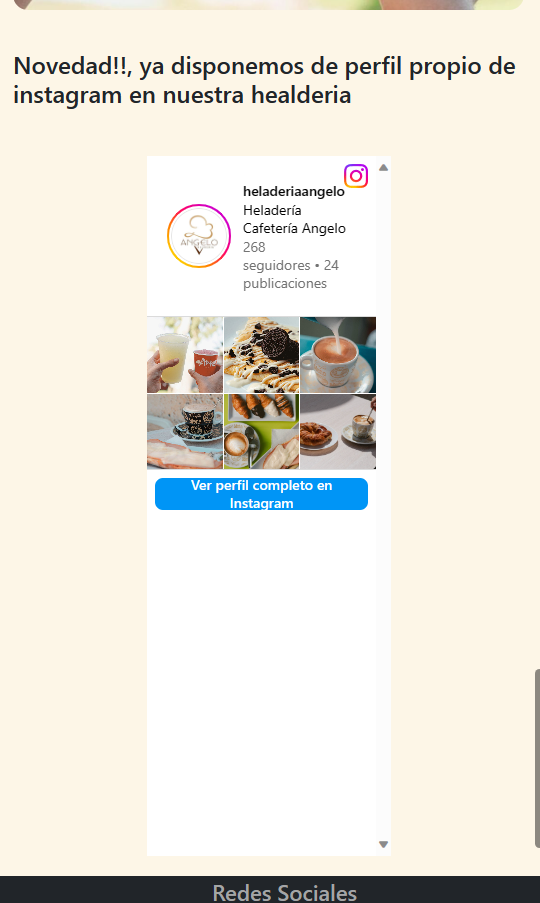 Novedad!!, ya disponemos de perfil propio de
instagram en nuestra healderia
heladeriaangelo
Heladería
Cafetería Angelo
268
seguidores • 24
publicaciones
ANGELO
Ver perfil completo en
Instagram
Redes Sociales